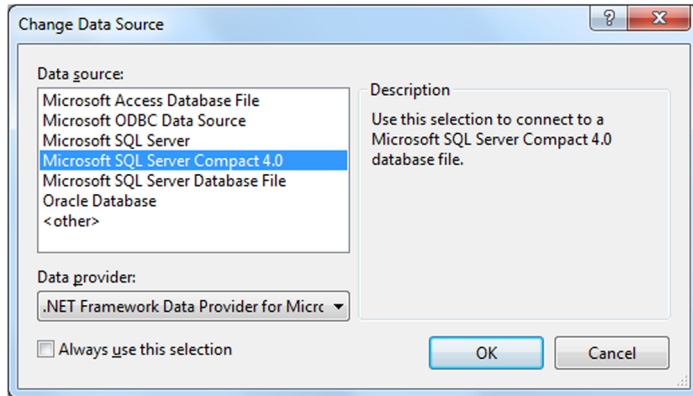 Change Data Source
Data source:
Microsoft Access Database File
Microsoft ODBC Data Source
Microsoft SQL Server
Microsoft SQL Server Compact 4.0
Microsoft SQL Server Database File
Oracle Database
<other>
Description
Use this selection to connect to a
Microsoft SQL Server Compact 4.0
database file.
Data provider:
.NET Framework Data Provider for Micrc
Always use this selection
OK
Cancel